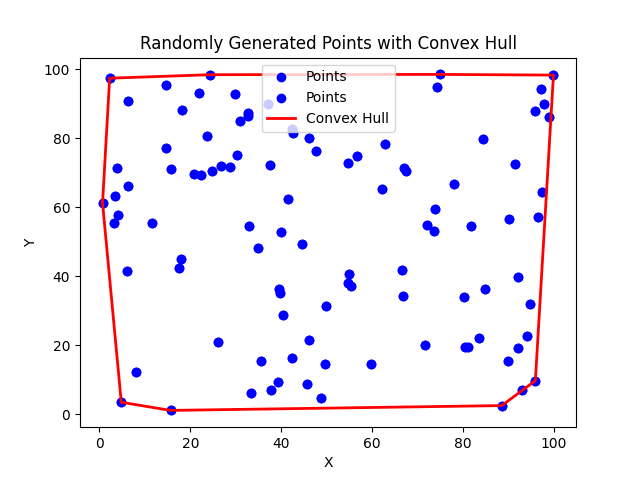 Randomly Generated Points with Convex Hull
100
80
60
40
20
0
Y
Points
Points
Convex Hull
0 20 40 60 80 100
X